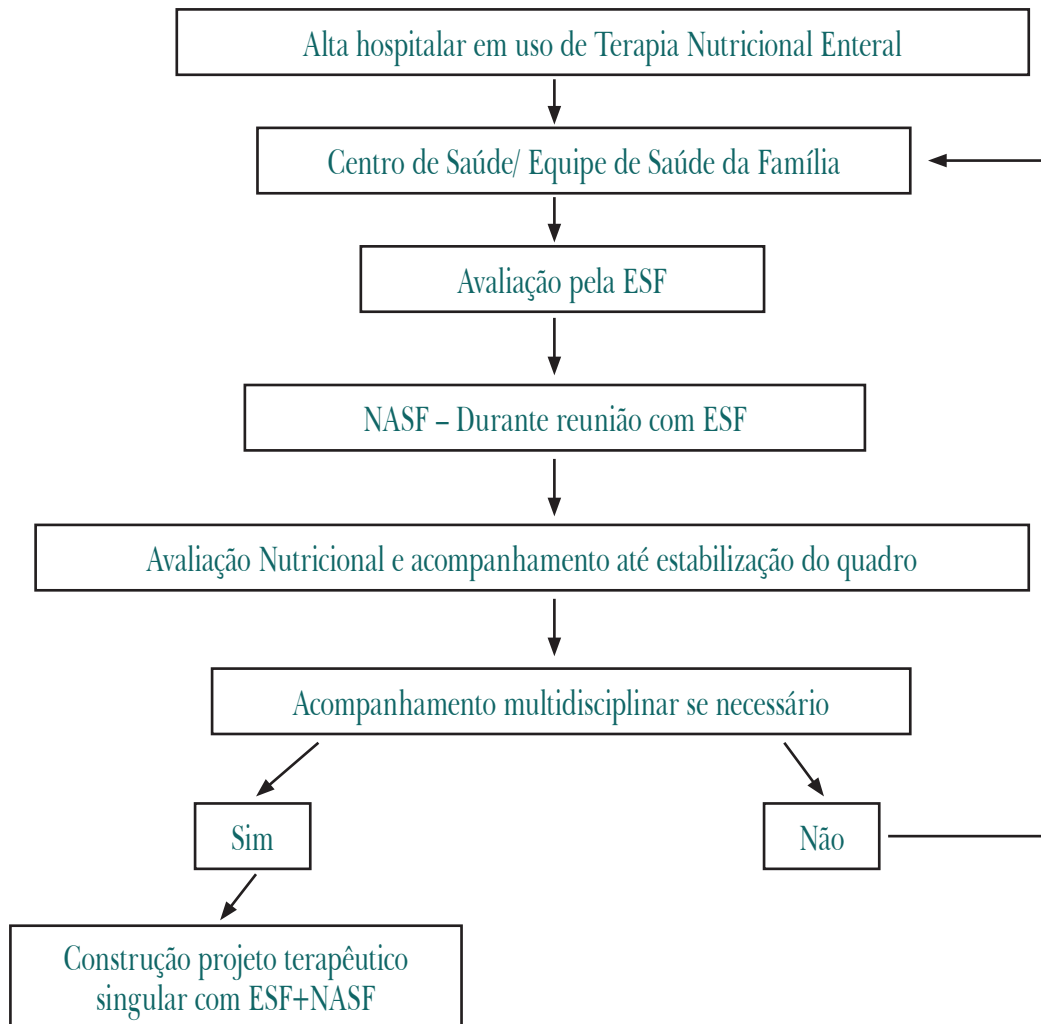 Alta hospitalar em uso de Terapia Nutricional Enteral
Centro de Saúde/ Equipe de Saúde da Família
Avaliação pela ESF
NASF – Durante reunião com ESF
Avaliação Nutricional e acompanhamento até estabilização do quadro
Acompanhamento multidisciplinar se necessário
Sim
Não
Construção projeto terapêutico
singular com ESF+NASF